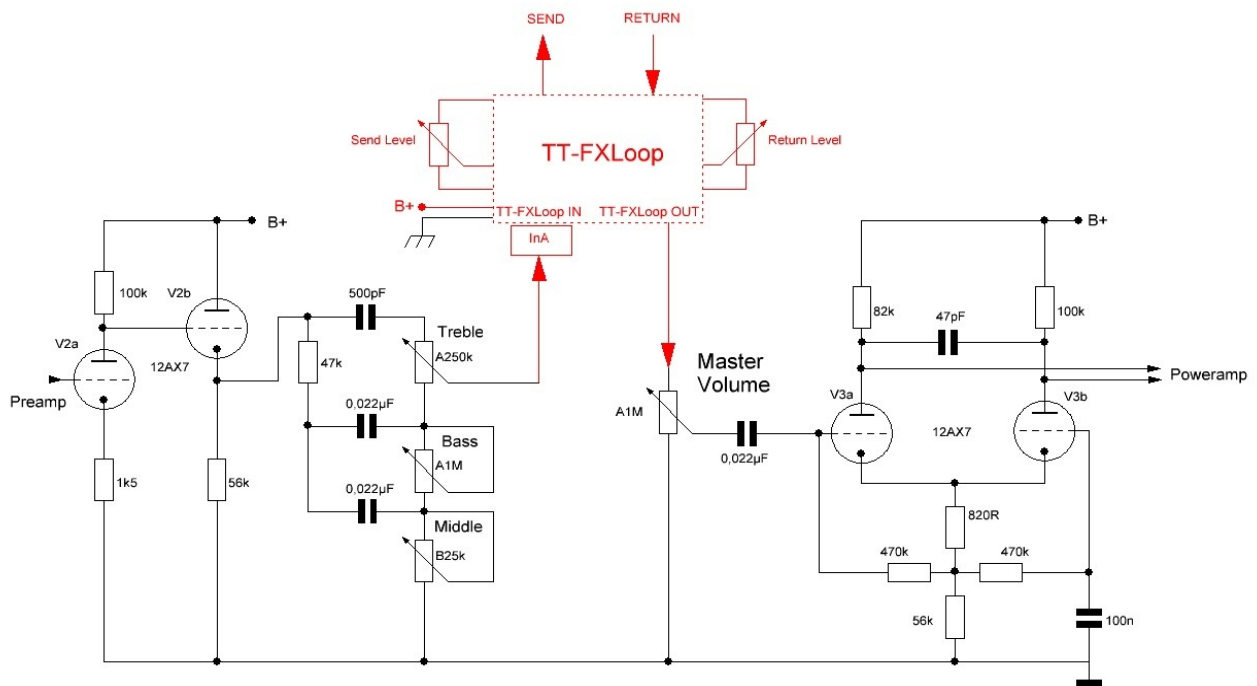 SEND
RETURN
Send Level
TT-FXLoop
Return Level
B+
TT-FXLoop IN
TT-FXLoop OUT
InA
B+
B+
100k
V2b
V2a
12AX7
Preamp
1k5
56k
500pF
47k
Treble
A250k
0,022µF
Bass
A1M
0,022µF
Middle
B25k
Master
Volume
A1M
0,022µF
82k
47pF
100k
V3a
12AX7
V3b
Poweramp
820R
470k
470k
56k
100n